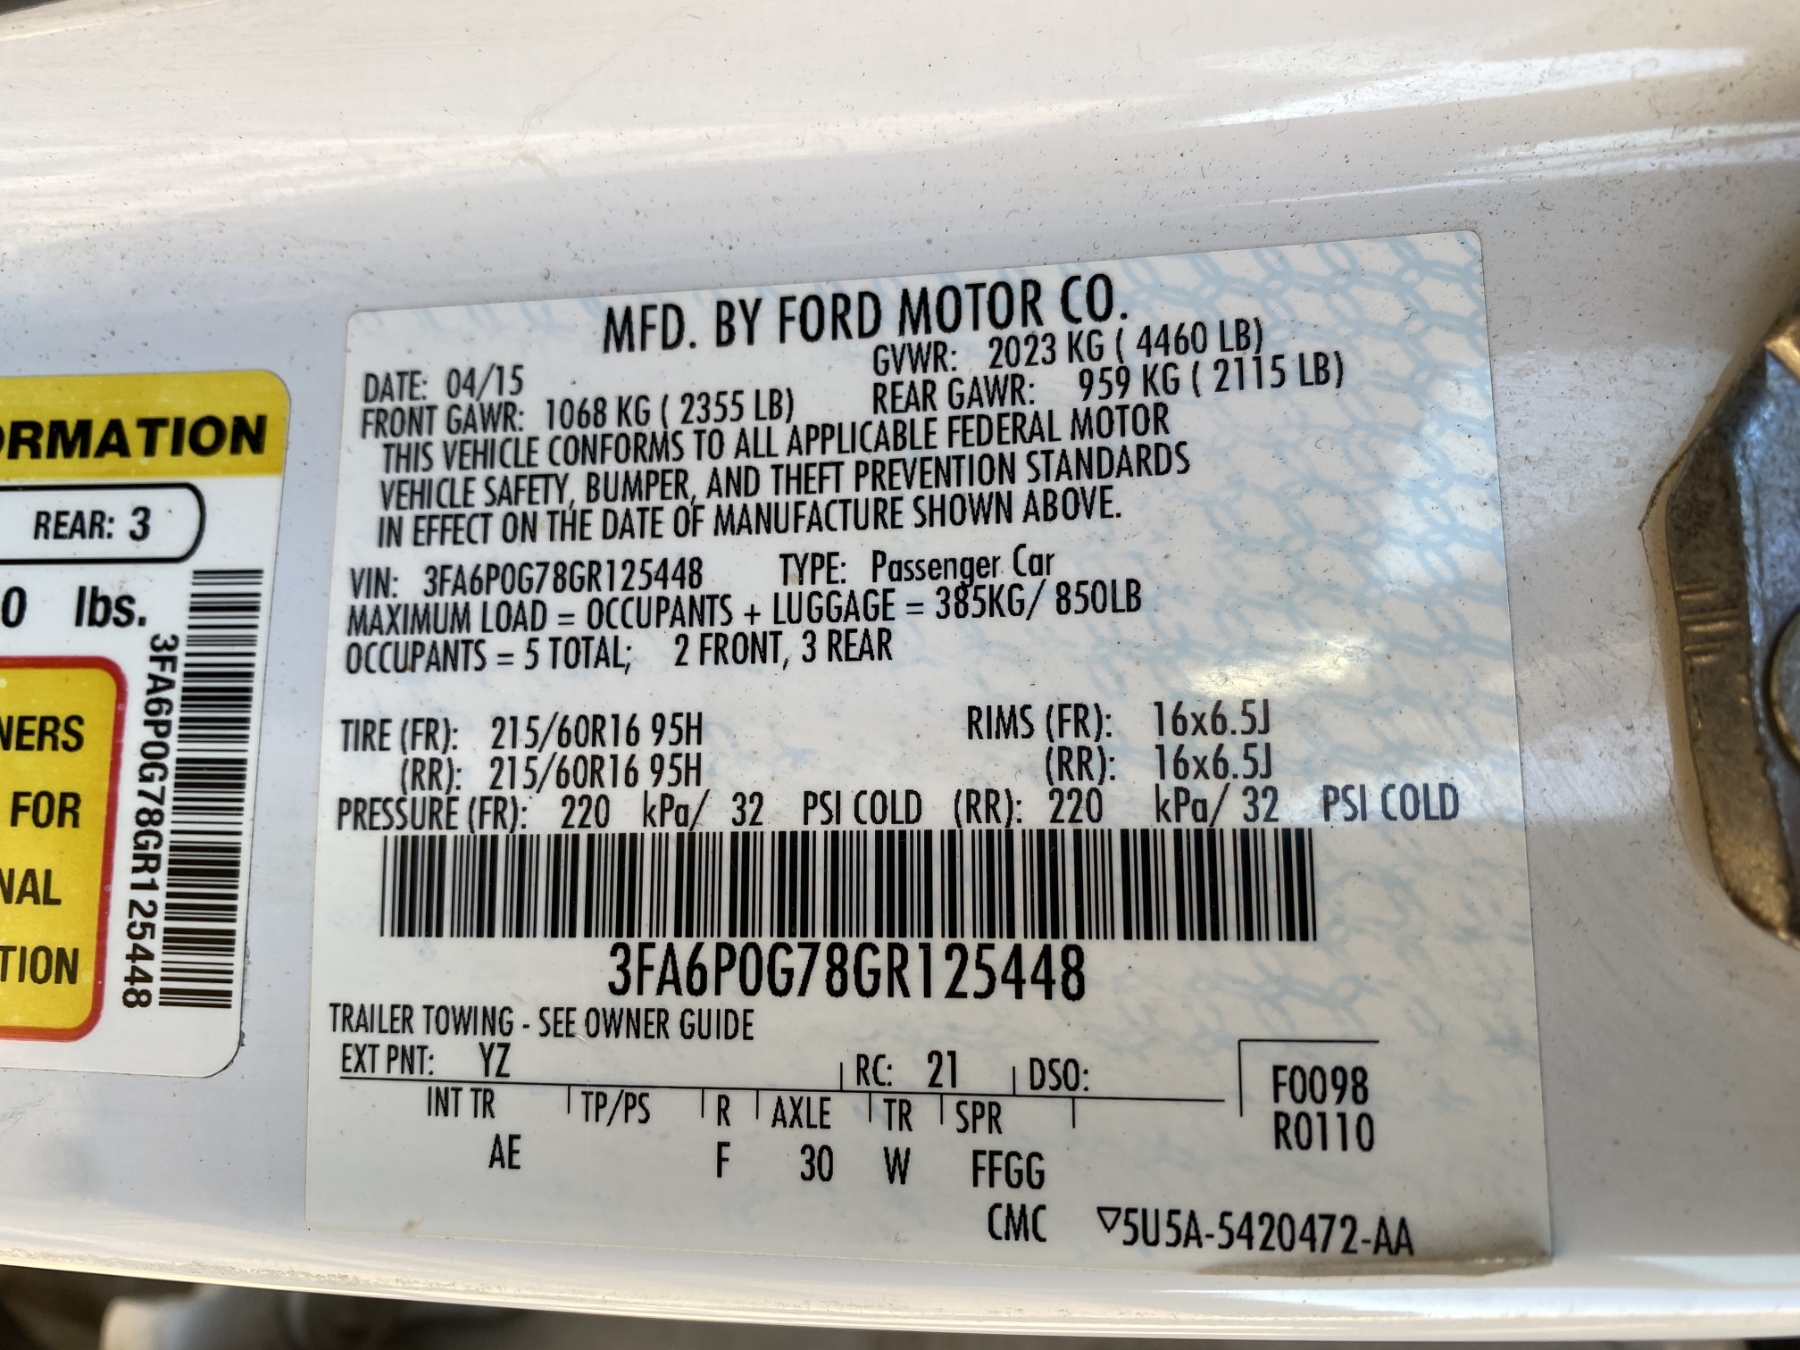 ORMATION
REAR: 3
0 lbs.
3FA6P0G78GR125448
NERS
FOR
NAL
TION
MFD. BY FORD MOTOR CO.
DATE: 04/15 GVWR: 2023 KG ( 4460 LB)
FRONT GAWR: 1068 KG ( 2355 LB) REAR GAWR: 959 KG ( 2115 LB)
THIS VEHICLE CONFORMS TO ALL APPLICABLE FEDERAL MOTOR
VEHICLE SAFETY, BUMPER, AND THEFT PREVENTION STANDARDS
IN EFFECT ON THE DATE OF MANUFACTURE SHOWN ABOVE.
VIN: 3FA6P0G78GR125448 TYPE: Passenger Car
MAXIMUM LOAD = OCCUPANTS + LUGGAGE = 385KG/ 850LB
OCCUPANTS = 5 TOTAL; 2 FRONT, 3 REAR
TIRE (FR): 215/60R16 95H RIMS (FR): 16x6.5J
(RR): 215/60R16 95H (RR): 16x6.5J
PRESSURE (FR): 220 kPa/ 32 PSI COLD (RR): 220 kPa/ 32 PSI COLD
3FA6P0G78GR125448
TRAILER TOWING - SEE OWNER GUIDE
EXT PNT: YZ RC: 21 DSO: F0098
INT TR TP/PS R AXLE TR SPR R0110
AE F 30 W FFGG
CMC ▽5U5A-5420472-AA